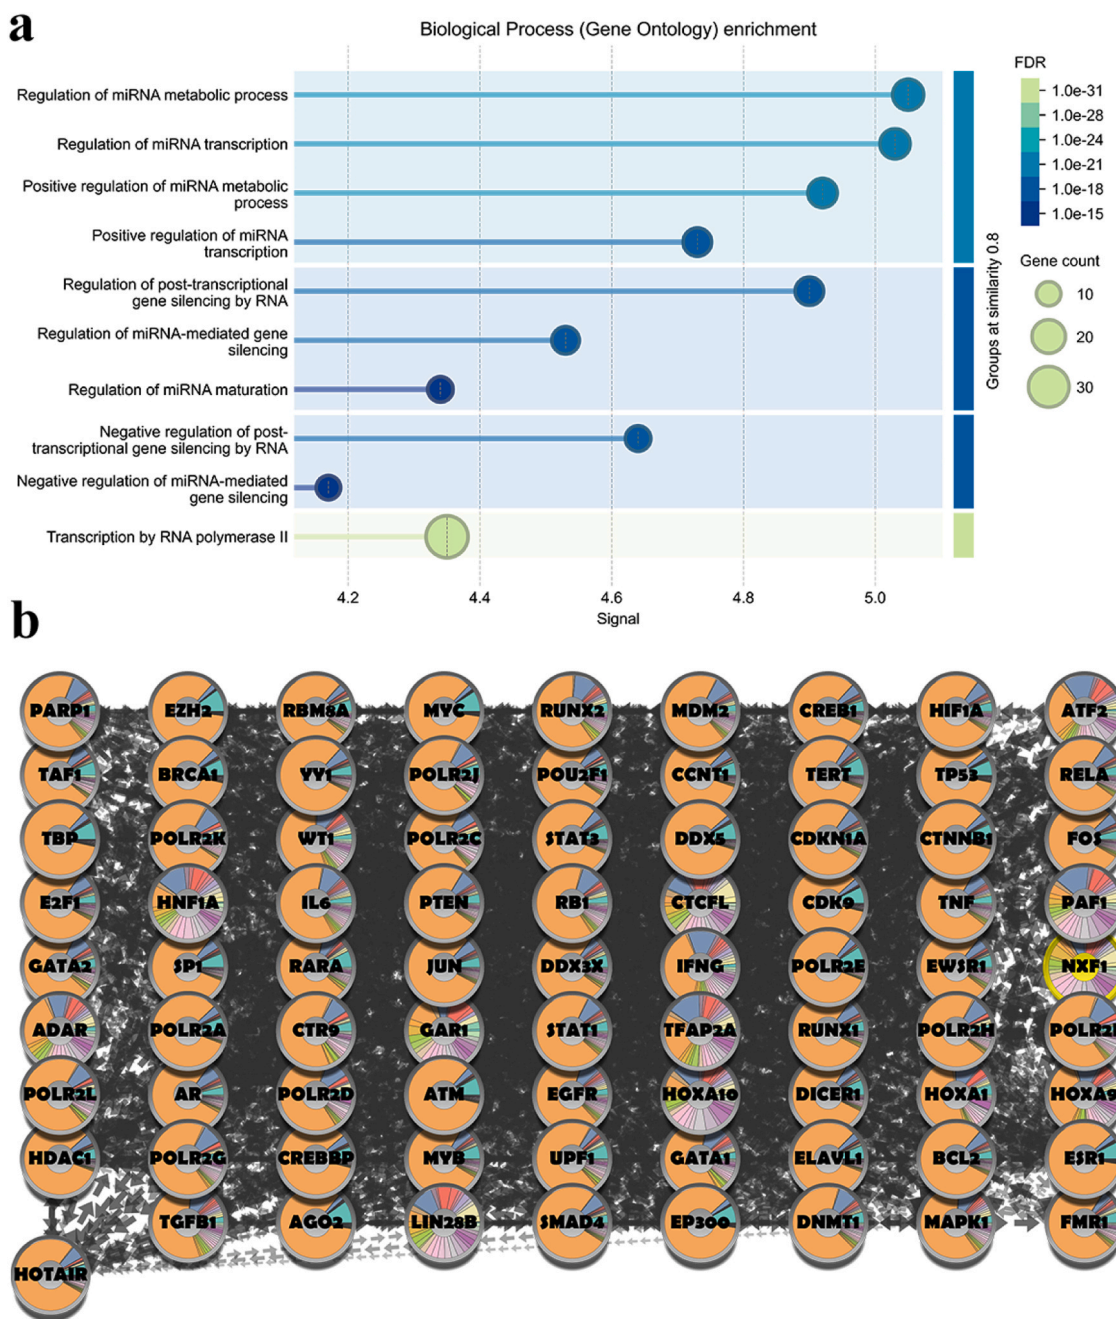 a
Biological Process (Gene Ontology) enrichment
Regulation of miRNA metabolic process
Regulation of miRNA transcription
Positive regulation of miRNA metabolic
process
Positive regulation of miRNA
transcription
Regulation of post-transcriptional
gene silencing by RNA
Regulation of miRNA-mediated gene
silencing
Regulation of miRNA maturation
Negative regulation of post-
transcriptional gene silencing by RNA
Negative regulation of miRNA-mediated
gene silencing
Transcription by RNA polymerase II
4.2 4.4 4.6 4.8 5.0
Signal
Groups at similarity 0.8
FDR
1.0e-31
1.0e-28
1.0e-24
1.0e-21
1.0e-18
1.0e-15
Gene count
10
20
30
b
PARP1 EZH2 RBM8A MYC RUNX2 MDM2 CREB1 HIF1A ATF2
TAF1 BRCA1 YY1 POLR2J POU2F1 CCNT1 TERT TP53 RELA
TBP POLR2K WT1 POLR2C STAT3 DDX5 CDKN1A CTNNB1 FOS
E2F1 HNF1A IL6 PTEN RB1 CTCFL CDK9 TNF PAF1
GATA2 SP1 RARA JUN DDX3X IFNG POLR2E EWSR1 NXF1
ADAR POLR2A CTR9 GAR1 STAT1 TFAP2A RUNX1 POLR2H
POLR2L AR POLR2D ATM EGFR HOXA10 DICER1 HOXA1 HOXA9
HDAC1 POLR2G CREBBP MYB UPF1 GATA1 ELAVL1 BCL2 ESR1
TGFB1 AGO2 LIN28B SMAD4 EP300 DNMT1 MAPK1 FMR1
HOTAIR